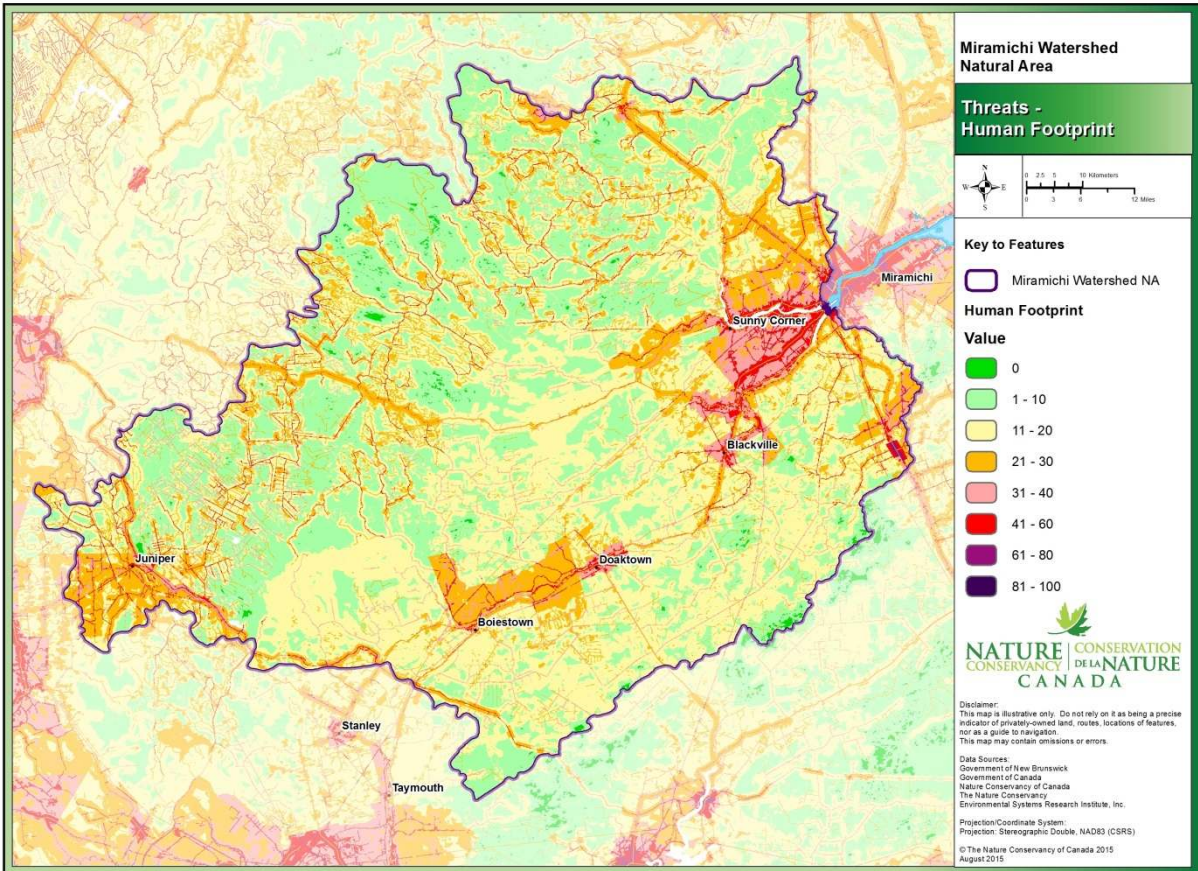 Miramichi Watershed
Natural Area
Threats -
Human Footprint
N
W E
S
0 2.5 5 10 Kilometers
0 3 6 12 Miles
Key to Features
Miramichi Watershed NA
Human Footprint
Value
0
1 - 10
11 - 20
21 - 30
31 - 40
41 - 60
61 - 80
81 - 100
NATURE CONSERVATION
CONSERVANCY DE LA NATURE
CANADA
Disclaimer:
This map is illustrative only. Do not rely on it as being a precise
indicator of privately-owned land, routes, locations of features,
nor as a guide to navigation.
This map may contain omissions or errors.
Data Sources:
Government of New Brunswick
Government of Canada
Nature Conservancy of Canada
The Nature Conservancy
Environmental Systems Research Institute, Inc.
Projection/Coordinate System:
Projection: Stereographic Double, NAD83 (CSRS)
© The Nature Conservancy of Canada 2015
August 2015
Miramichi
Sunny Corner
Blackville
Juniper
Doaktown
Boiestown
Stanley
Taymouth